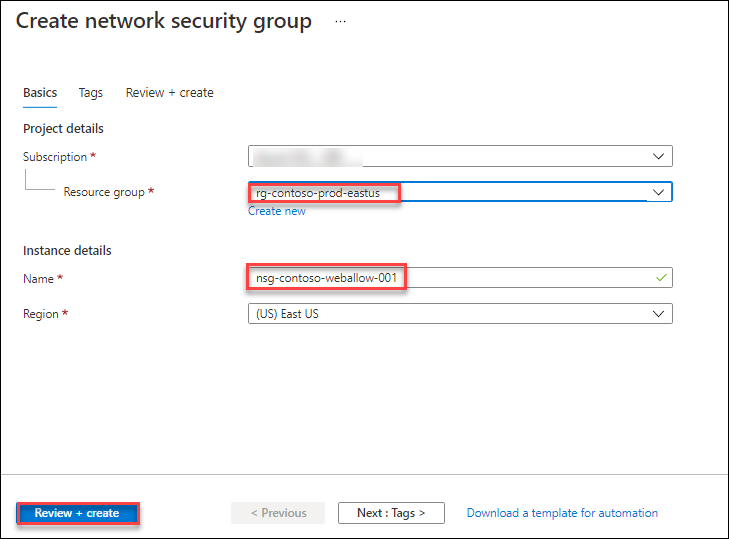 Create network security group ...
Basics Tags Review + create
Project details
Subscription *
Resource group * rg-contoso-prod-eastus
Create new
Instance details
Name * nsg-contoso-weballow-001
Region * (US) East US
Review + create < Previous Next : Tags > Download a template for automation